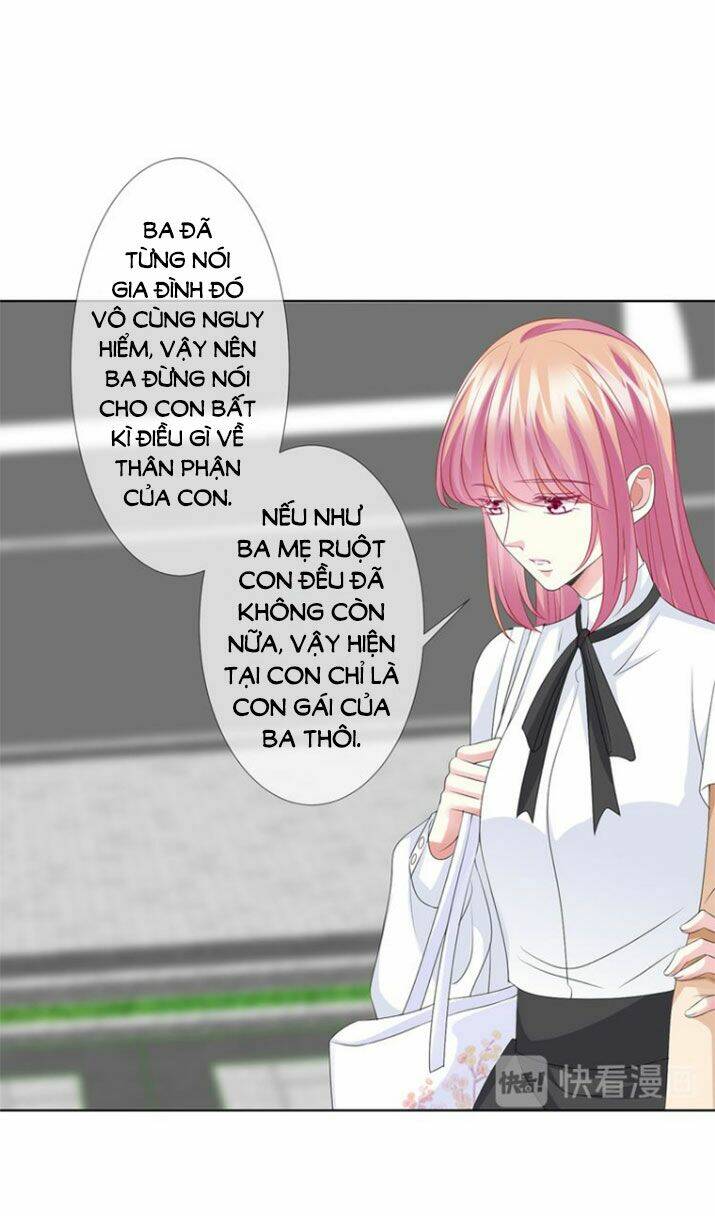 BA ĐÃ
TỪNG NÓI
GIA ĐÌNH ĐÓ
VÔ CÙNG NGUY
HIỂM, VẬY NÊN
BA ĐỪNG NÓI
CHO CON BẤT
KÌ ĐIỀU GÌ VỀ
THÂN PHẬN
CỦA CON.
NẾU NHƯ
BA MẸ RUỘT
CON ĐỀU ĐÃ
KHÔNG CÒN
NỮA, VẬY HIỆN
TẠI CON CHỈ LÀ
CON GÁI CỦA
BA THÔI.
快看! 快看漫画